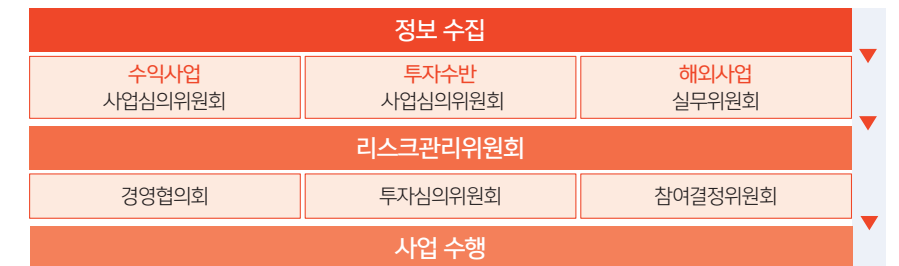 정보 수집
수익사업
사업심의위원회
투자수반
사업심의위원회
해외사업
실무위원회
리스크관리위원회
경영협의회
투자심의위원회
참여결정위원회
사업 수행